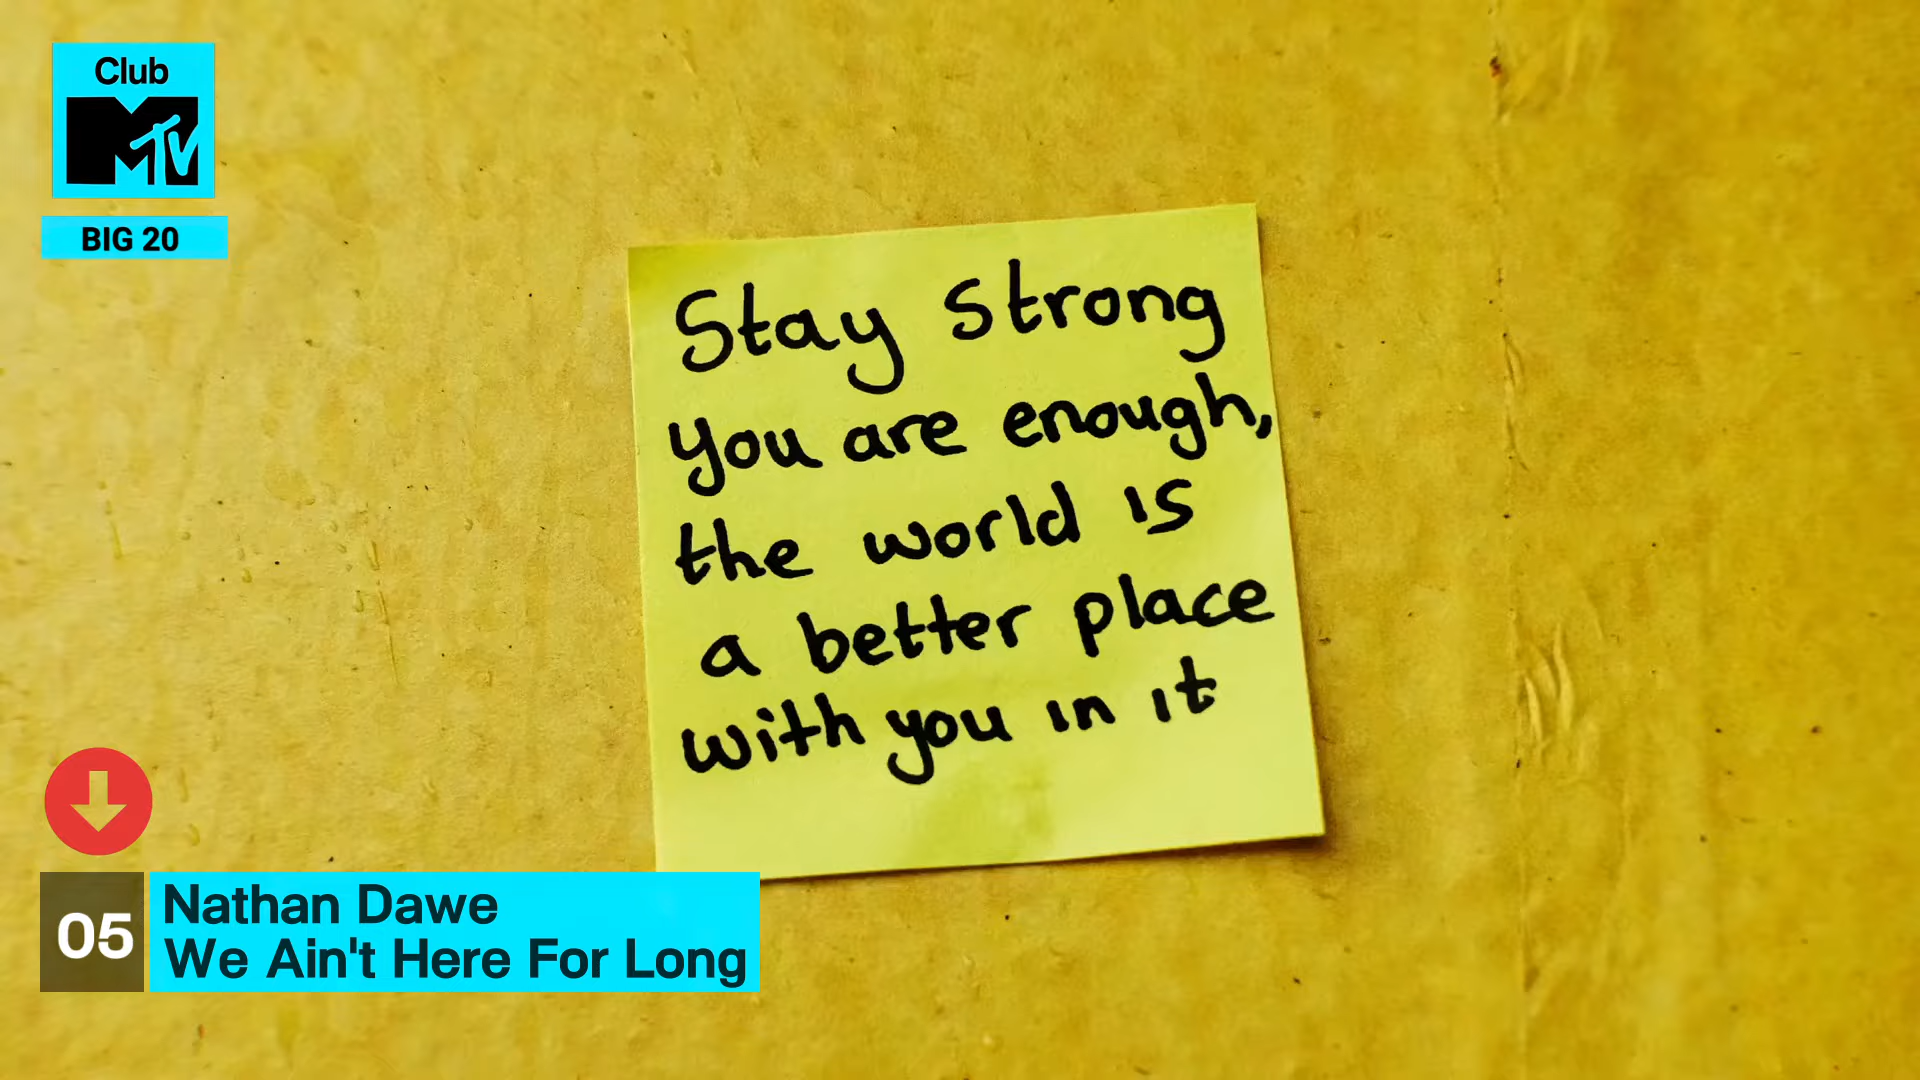 Club
MTV
BIG 20
Stay strong
you are enough,
the world is
a better place
with you in it
05
Nathan Dawe
We Ain't Here For Long